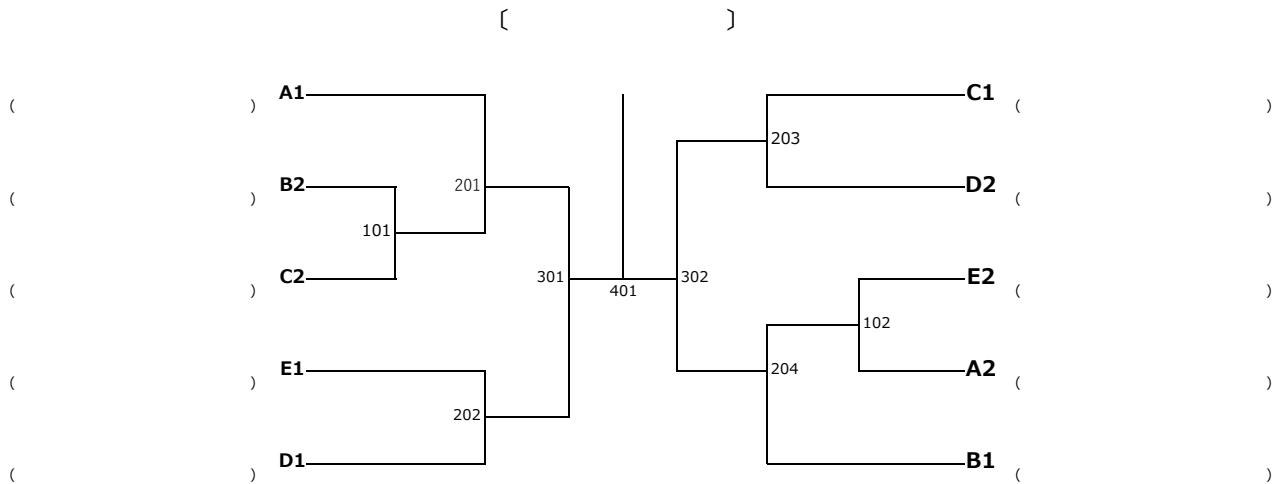 〔 〕
( ) A1 C1 ( )
203
( ) B2 201 D2 ( )
101
( ) C2 301 401 302 E2 ( )
102
( ) E1 204 A2 ( )
202
( ) D1 B1 ( )